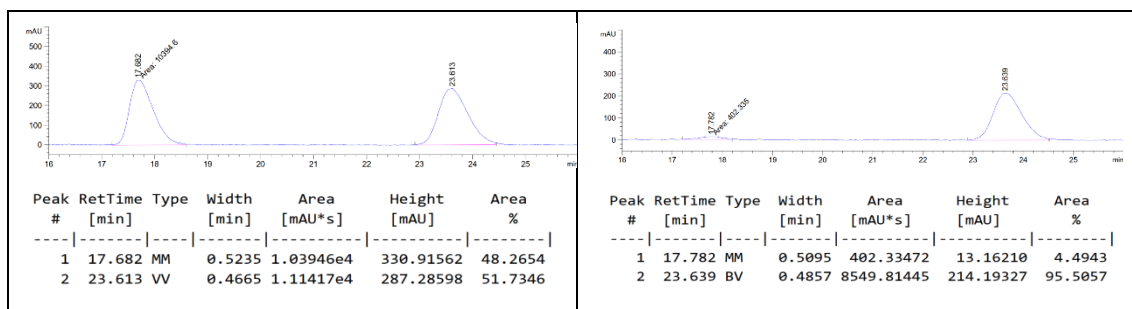 mAU
500
400
300
200
100
0
17.682
Area: 10394.6
23.613
16 17 18 19 20 21 22 23 24 25 min
Peak RetTime Type Width Area Height Area
# [min] [min] [mAU*s] [mAU] %
----|-------|----|-------|----------|----------|--------|
1 17.682 MM 0.5235 1.03946e4 330.91562 48.2654
2 23.613 VV 0.4665 1.11417e4 287.28598 51.7346
mAU
400
300
200
100
0
17.782
Area: 402.335
23.639
16 17 18 19 20 21 22 23 24 25 min
Peak RetTime Type Width Area Height Area
# [min] [min] [mAU*s] [mAU] %
----|-------|----|-------|----------|----------|--------|
1 17.782 MM 0.5095 402.33472 13.16210 4.4943
2 23.639 BV 0.4857 8549.81445 214.19327 95.5057